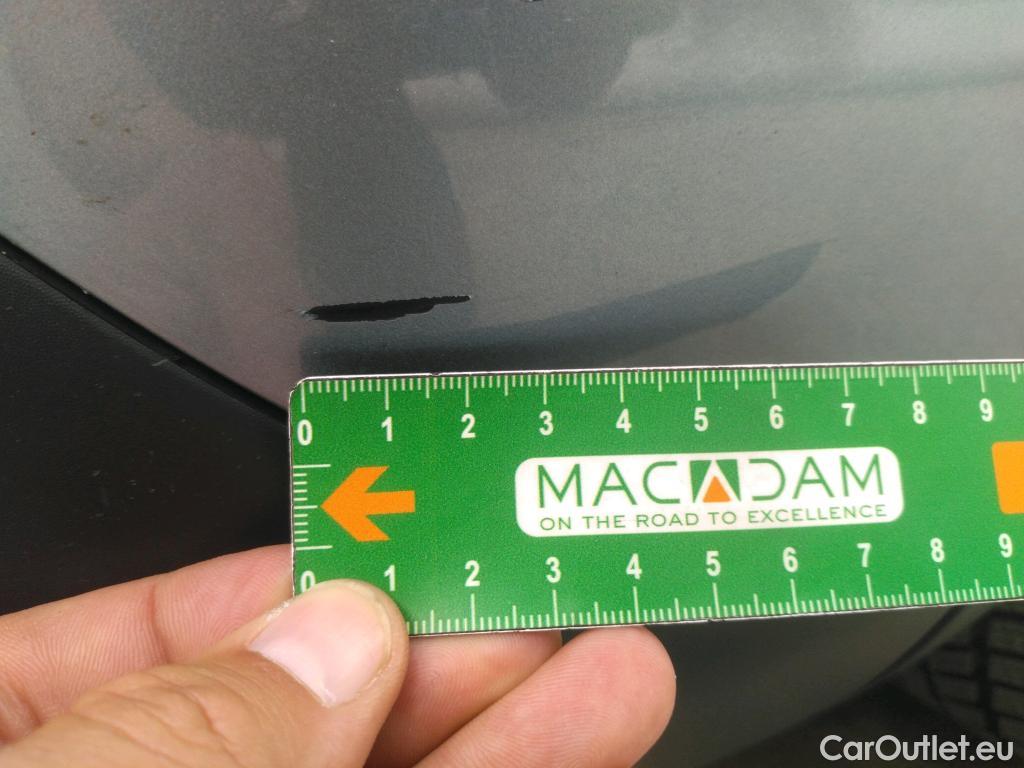 0 1 2 3 4 5 6 7 8 9
MACADAM
ON THE ROAD TO EXCELLENCE
0 1 2 3 4 5 6 7 8 9
CarOutlet.eu